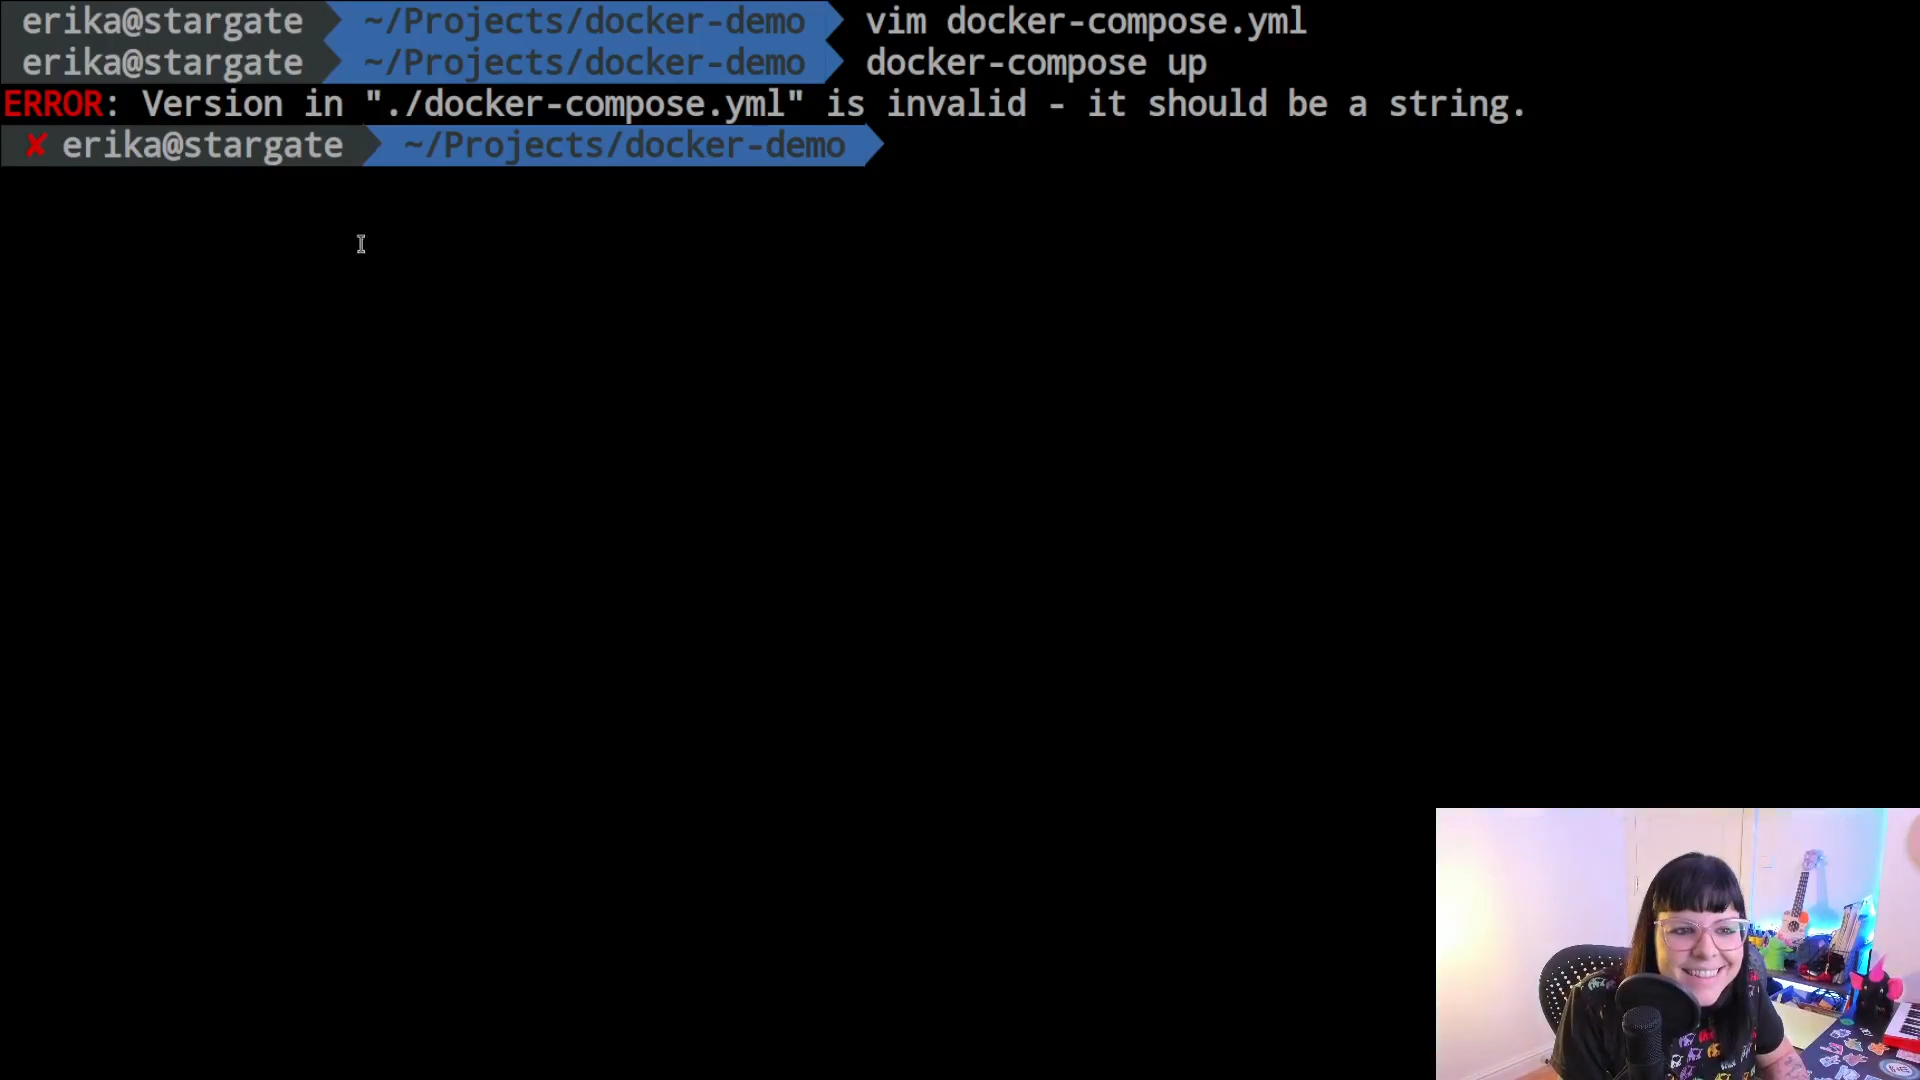 erika@stargate ~/Projects/docker-demo vim docker-compose.yml
erika@stargate ~/Projects/docker-demo docker-compose up
ERROR: Version in "./docker-compose.yml" is invalid - it should be a string.
✘ erika@stargate ~/Projects/docker-demo